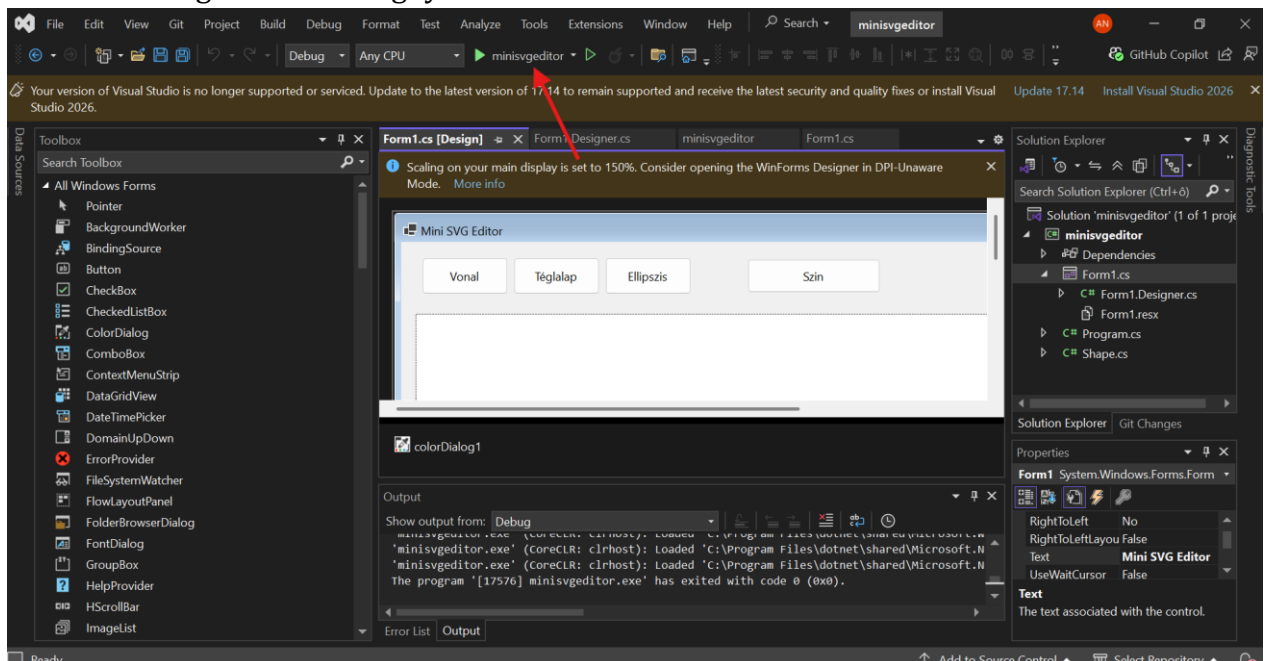 File Edit View Git Project Build Debug Format Test Analyze Tools Extensions Window Help Search minisvgeditor AN
Debug Any CPU minisvgeditor GitHub Copilot
Your version of Visual Studio is no longer supported or serviced. Update to the latest version of 17.14 to remain supported and receive the latest security and quality fixes or install Visual Studio 2026.
Update 17.14 Install Visual Studio 2026
Data Sources
Toolbox
Search Toolbox
All Windows Forms
Pointer
BackgroundWorker
BindingSource
Button
CheckBox
CheckedListBox
ColorDialog
ComboBox
ContextMenuStrip
DataGridView
DateTimePicker
DomainUpDown
ErrorProvider
FileSystemWatcher
FlowLayoutPanel
FolderBrowserDialog
FontDialog
GroupBox
HelpProvider
HScrollBar
ImageList
Form1.cs [Design] Form1.Designer.cs minisvgeditor Form1.cs
Scaling on your main display is set to 150%. Consider opening the WinForms Designer in DPI-Unaware
Mode. More info
Mini SVG Editor
Vonal Téglalap Ellipszis Szin
colorDialog1
Output
Show output from: Debug
'minisvgeditor.exe' (CoreCLR: clrhost): Loaded 'C:\Program Files\dotnet\shared\Microsoft.W
'minisvgeditor.exe' (CoreCLR: clrhost): Loaded 'C:\Program Files\dotnet\shared\Microsoft.N
'minisvgeditor.exe' (CoreCLR: clrhost): Loaded 'C:\Program Files\dotnet\shared\Microsoft.N
The program '[17576] minisvgeditor.exe' has exited with code 0 (0x0).
Error List Output
Solution Explorer
Search Solution Explorer (Ctrl+ó)
Solution 'minisvgeditor' (1 of 1 proje
minisvgeditor
Dependencies
Form1.cs
C# Form1.Designer.cs
Form1.resx
C# Program.cs
C# Shape.cs
Solution Explorer Git Changes
Properties
Form1 System.Windows.Forms.Form
RightToLeft No
RightToLeftLayou False
Text Mini SVG Editor
UseWaitCursor False
Text
The text associated with the control.
Diagnostic Tools
Ready
Add to Source Control Select Repository